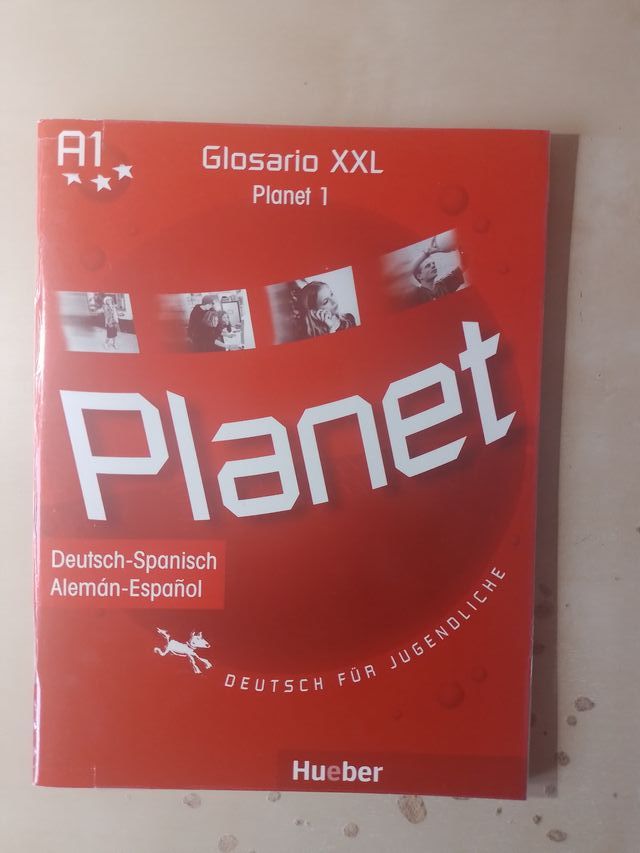 A1
Glosario XXL
Planet 1
Planet
Deutsch-Spanisch
Alemán-Español
DEUTSCH FÜR JUGENDLICHE
Hueber